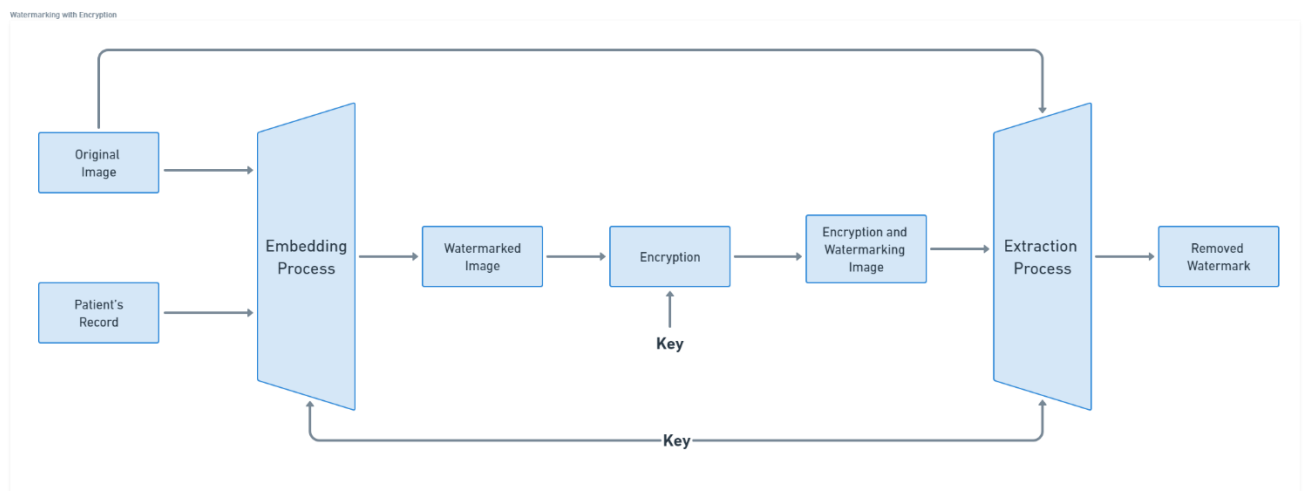 Watermarking with Encryption
Original
Image
Patient's
Record
Embedding
Process
Watermarked
Image
Encryption
Key
Encryption and
Watermarking
Image
Extraction
Process
Removed
Watermark
Key